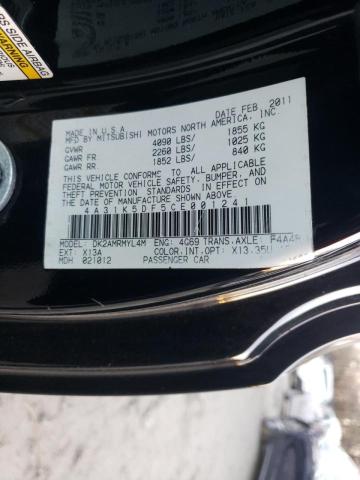 RS SIDE AIRBAG
DATE FEB, 2011
MADE IN U.S.A.
MFD BY MITSUBISHI MOTORS NORTH AMERICA, INC.
GVWR 4090 LBS/ 1855 KG
GAWR FR 2260 LBS/ 1025 KG
GAWR RR 1852 LBS/ 840 KG
THIS VEHICLE CONFORMS TO ALL APPLICABLE
FEDERAL MOTOR VEHICLE SAFETY, BUMPER, AND
THEFT PREVENTION STANDARDS IN EFFECT ON
THE DATE OF MANUFACTURE SHOWN ABOVE.
4A31K5DF5CE001241
MODEL: DK2AMRMYL4M ENG: 4G69 TRANS.AXLE:
EXT: X13A COLOR.INT.OPT: X13.35U
MDH 021012 PASSENGER CAR